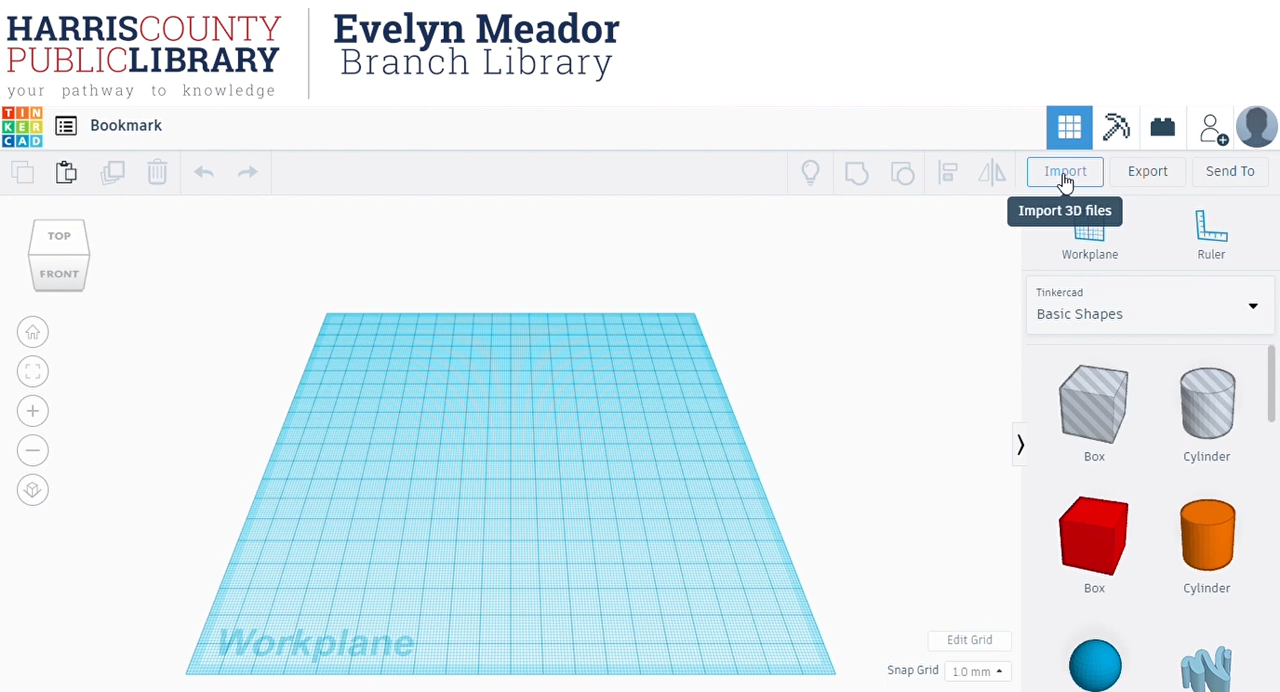 HARRISCOUNTY
PUBLICLIBRARY
your pathway to knowledge
Evelyn Meador
Branch Library
TIN
KER
CAD
Bookmark
Import
Export
Send To
Import 3D files
TOP
FRONT
Workplane
Ruler
Tinkercad
Basic Shapes
Box
Cylinder
Box
Cylinder
Workplane
Edit Grid
Snap Grid
1.0 mm